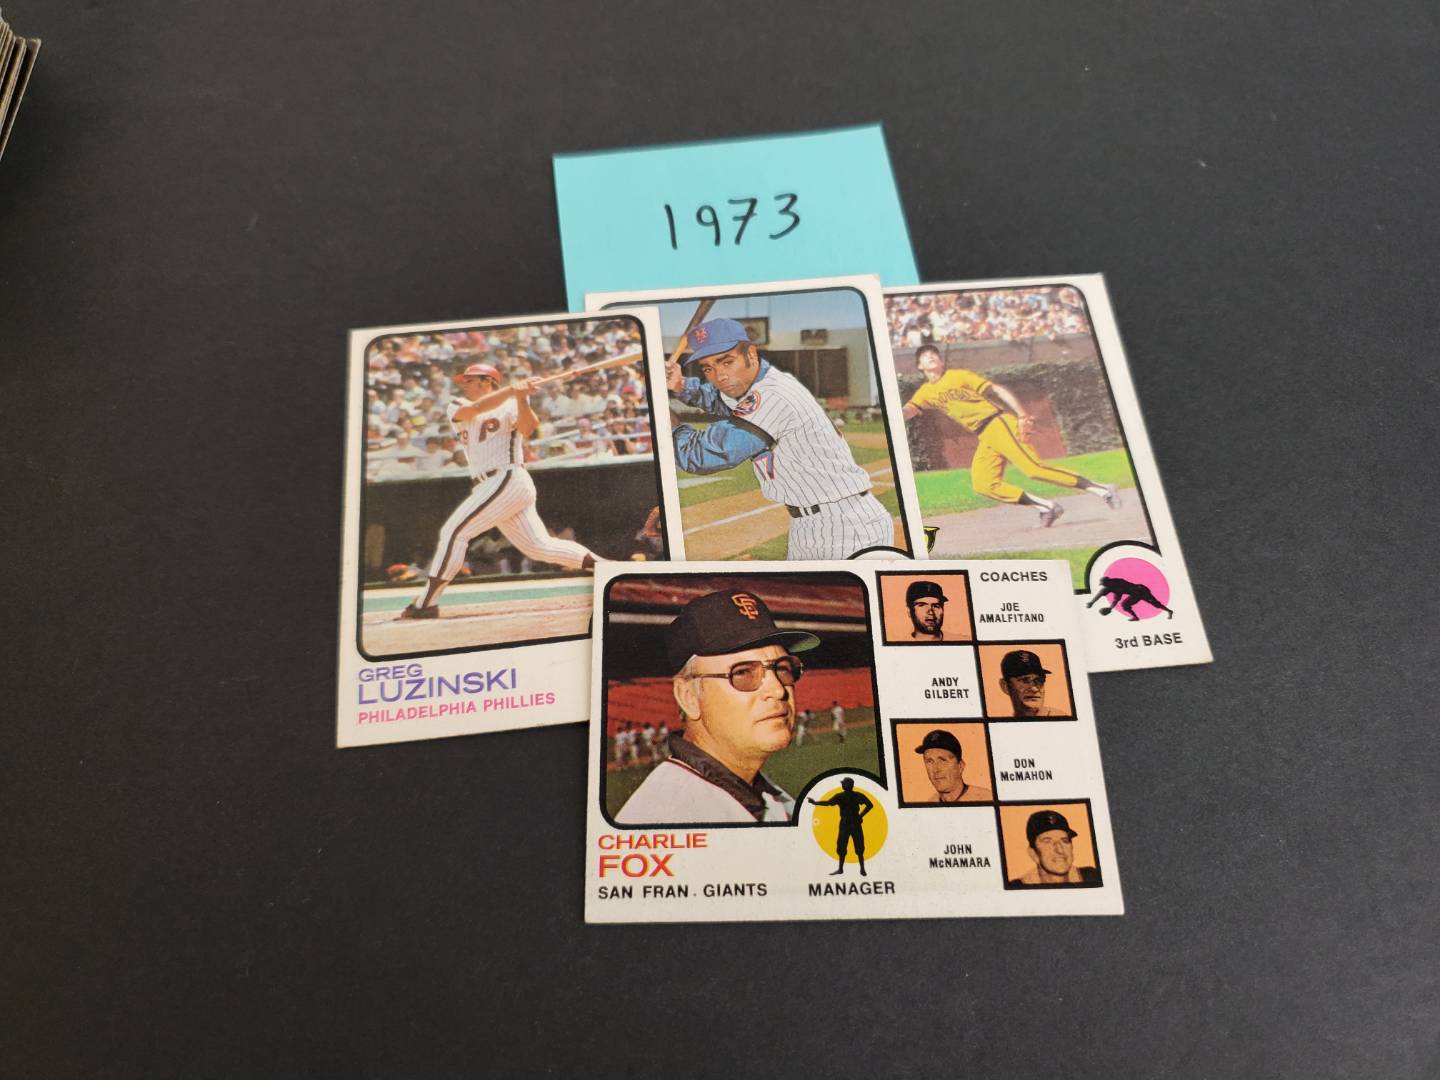 1973
GREG
LUZINSKI
PHILADELPHIA PHILLIES
3rd BASE
CHARLIE
FOX
SAN FRAN. GIANTS
MANAGER
COACHES
JOE
AMALFITANO
ANDY
GILBERT
DON
McMAHON
JOHN
McNAMARA